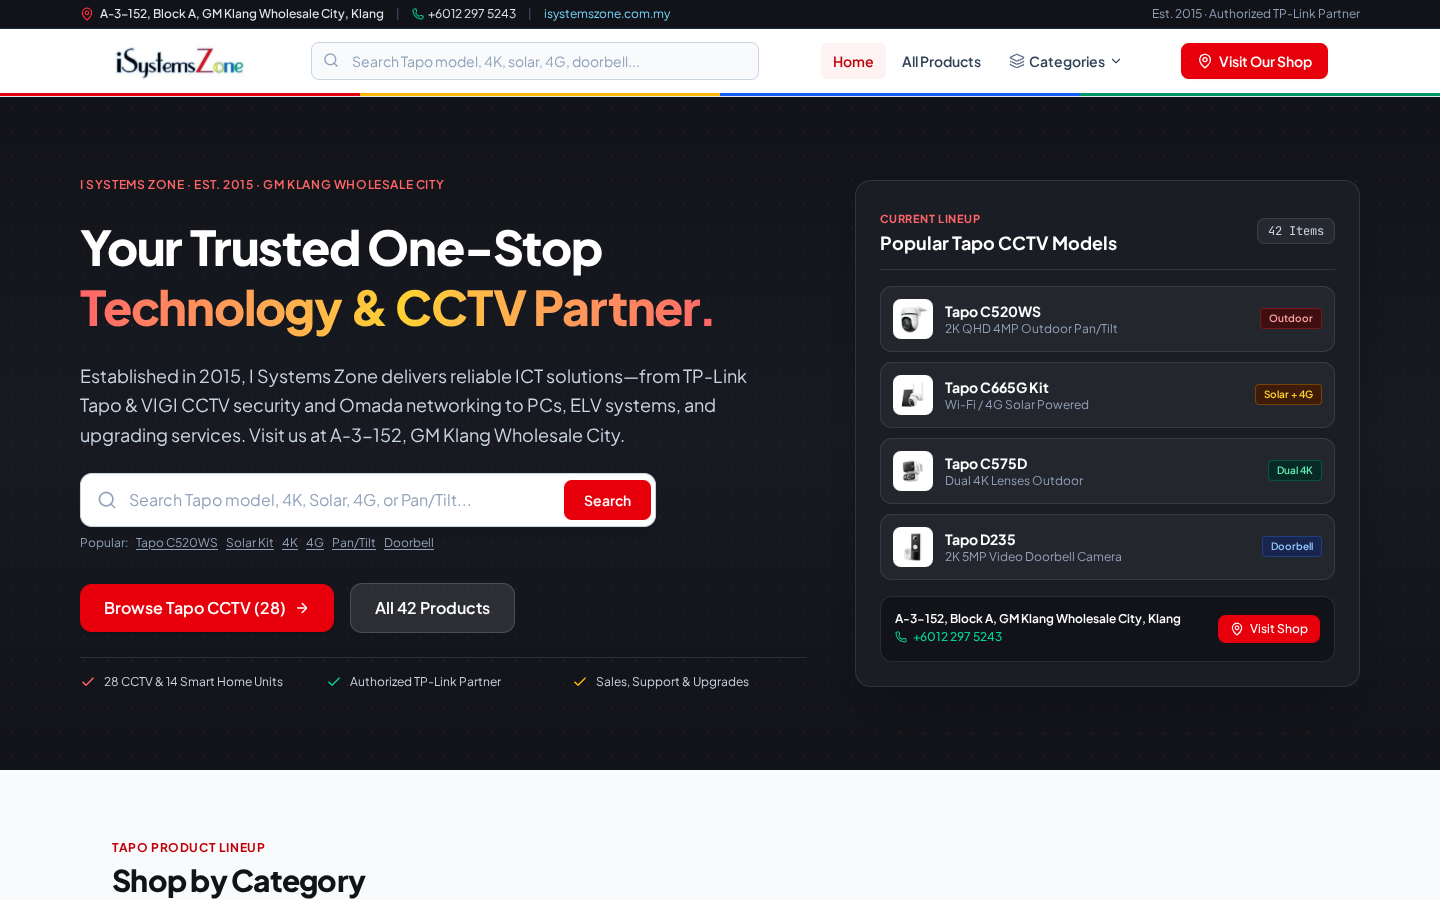 A-3-152, Block A, GM Klang Wholesale City, Klang | +6012 297 5243 | isystemszone.com.my
Est. 2015 · Authorized TP-Link Partner
iSystemsZone
Search Tapo model, 4K, solar, 4G, doorbell...
Home
All Products
Categories
Visit Our Shop
I SYSTEMS ZONE · EST. 2015 · GM KLANG WHOLESALE CITY
Your Trusted One-Stop
Technology & CCTV Partner.
Established in 2015, I Systems Zone delivers reliable ICT solutions—from TP-Link
Tapo & VIGI CCTV security and Omada networking to PCs, ELV systems, and
upgrading services. Visit us at A-3-152, GM Klang Wholesale City.
Search Tapo model, 4K, Solar, 4G, or Pan/Tilt...
Search
Popular: Tapo C520WS Solar Kit 4K 4G Pan/Tilt Doorbell
Browse Tapo CCTV (28)
All 42 Products
28 CCTV & 14 Smart Home Units
Authorized TP-Link Partner
Sales, Support & Upgrades
CURRENT LINEUP
Popular Tapo CCTV Models
42 Items
Tapo C520WS
2K QHD 4MP Outdoor Pan/Tilt
Outdoor
Tapo C665G Kit
Wi-Fi / 4G Solar Powered
Solar + 4G
Tapo C575D
Dual 4K Lenses Outdoor
Dual 4K
Tapo D235
2K 5MP Video Doorbell Camera
Doorbell
A-3-152, Block A, GM Klang Wholesale City, Klang
+6012 297 5243
Visit Shop
TAPO PRODUCT LINEUP
Shop by Category